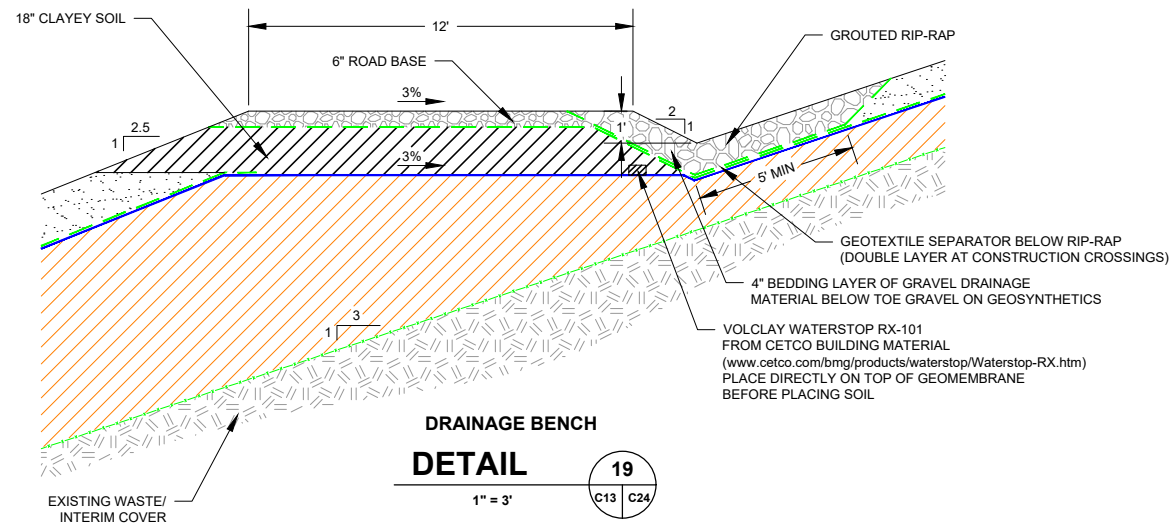 18" CLAYEY SOIL
12'
GROUTED RIP-RAP
6" ROAD BASE
3%
2
1
1'
2.5
1
3%
5' MIN
GEOTEXTILE SEPARATOR BELOW RIP-RAP
(DOUBLE LAYER AT CONSTRUCTION CROSSINGS)
4" BEDDING LAYER OF GRAVEL DRAINAGE
MATERIAL BELOW TOE GRAVEL ON GEOSYNTHETICS
3
1
VOLCLAY WATERSTOP RX-101
FROM CETCO BUILDING MATERIAL
(www.cetco.com/bmg/products/waterstop/Waterstop-RX.htm)
PLACE DIRECTLY ON TOP OF GEOMEMBRANE
BEFORE PLACING SOIL
DRAINAGE BENCH
DETAIL
19
C13
C24
1" = 3'
EXISTING WASTE/
INTERIM COVER